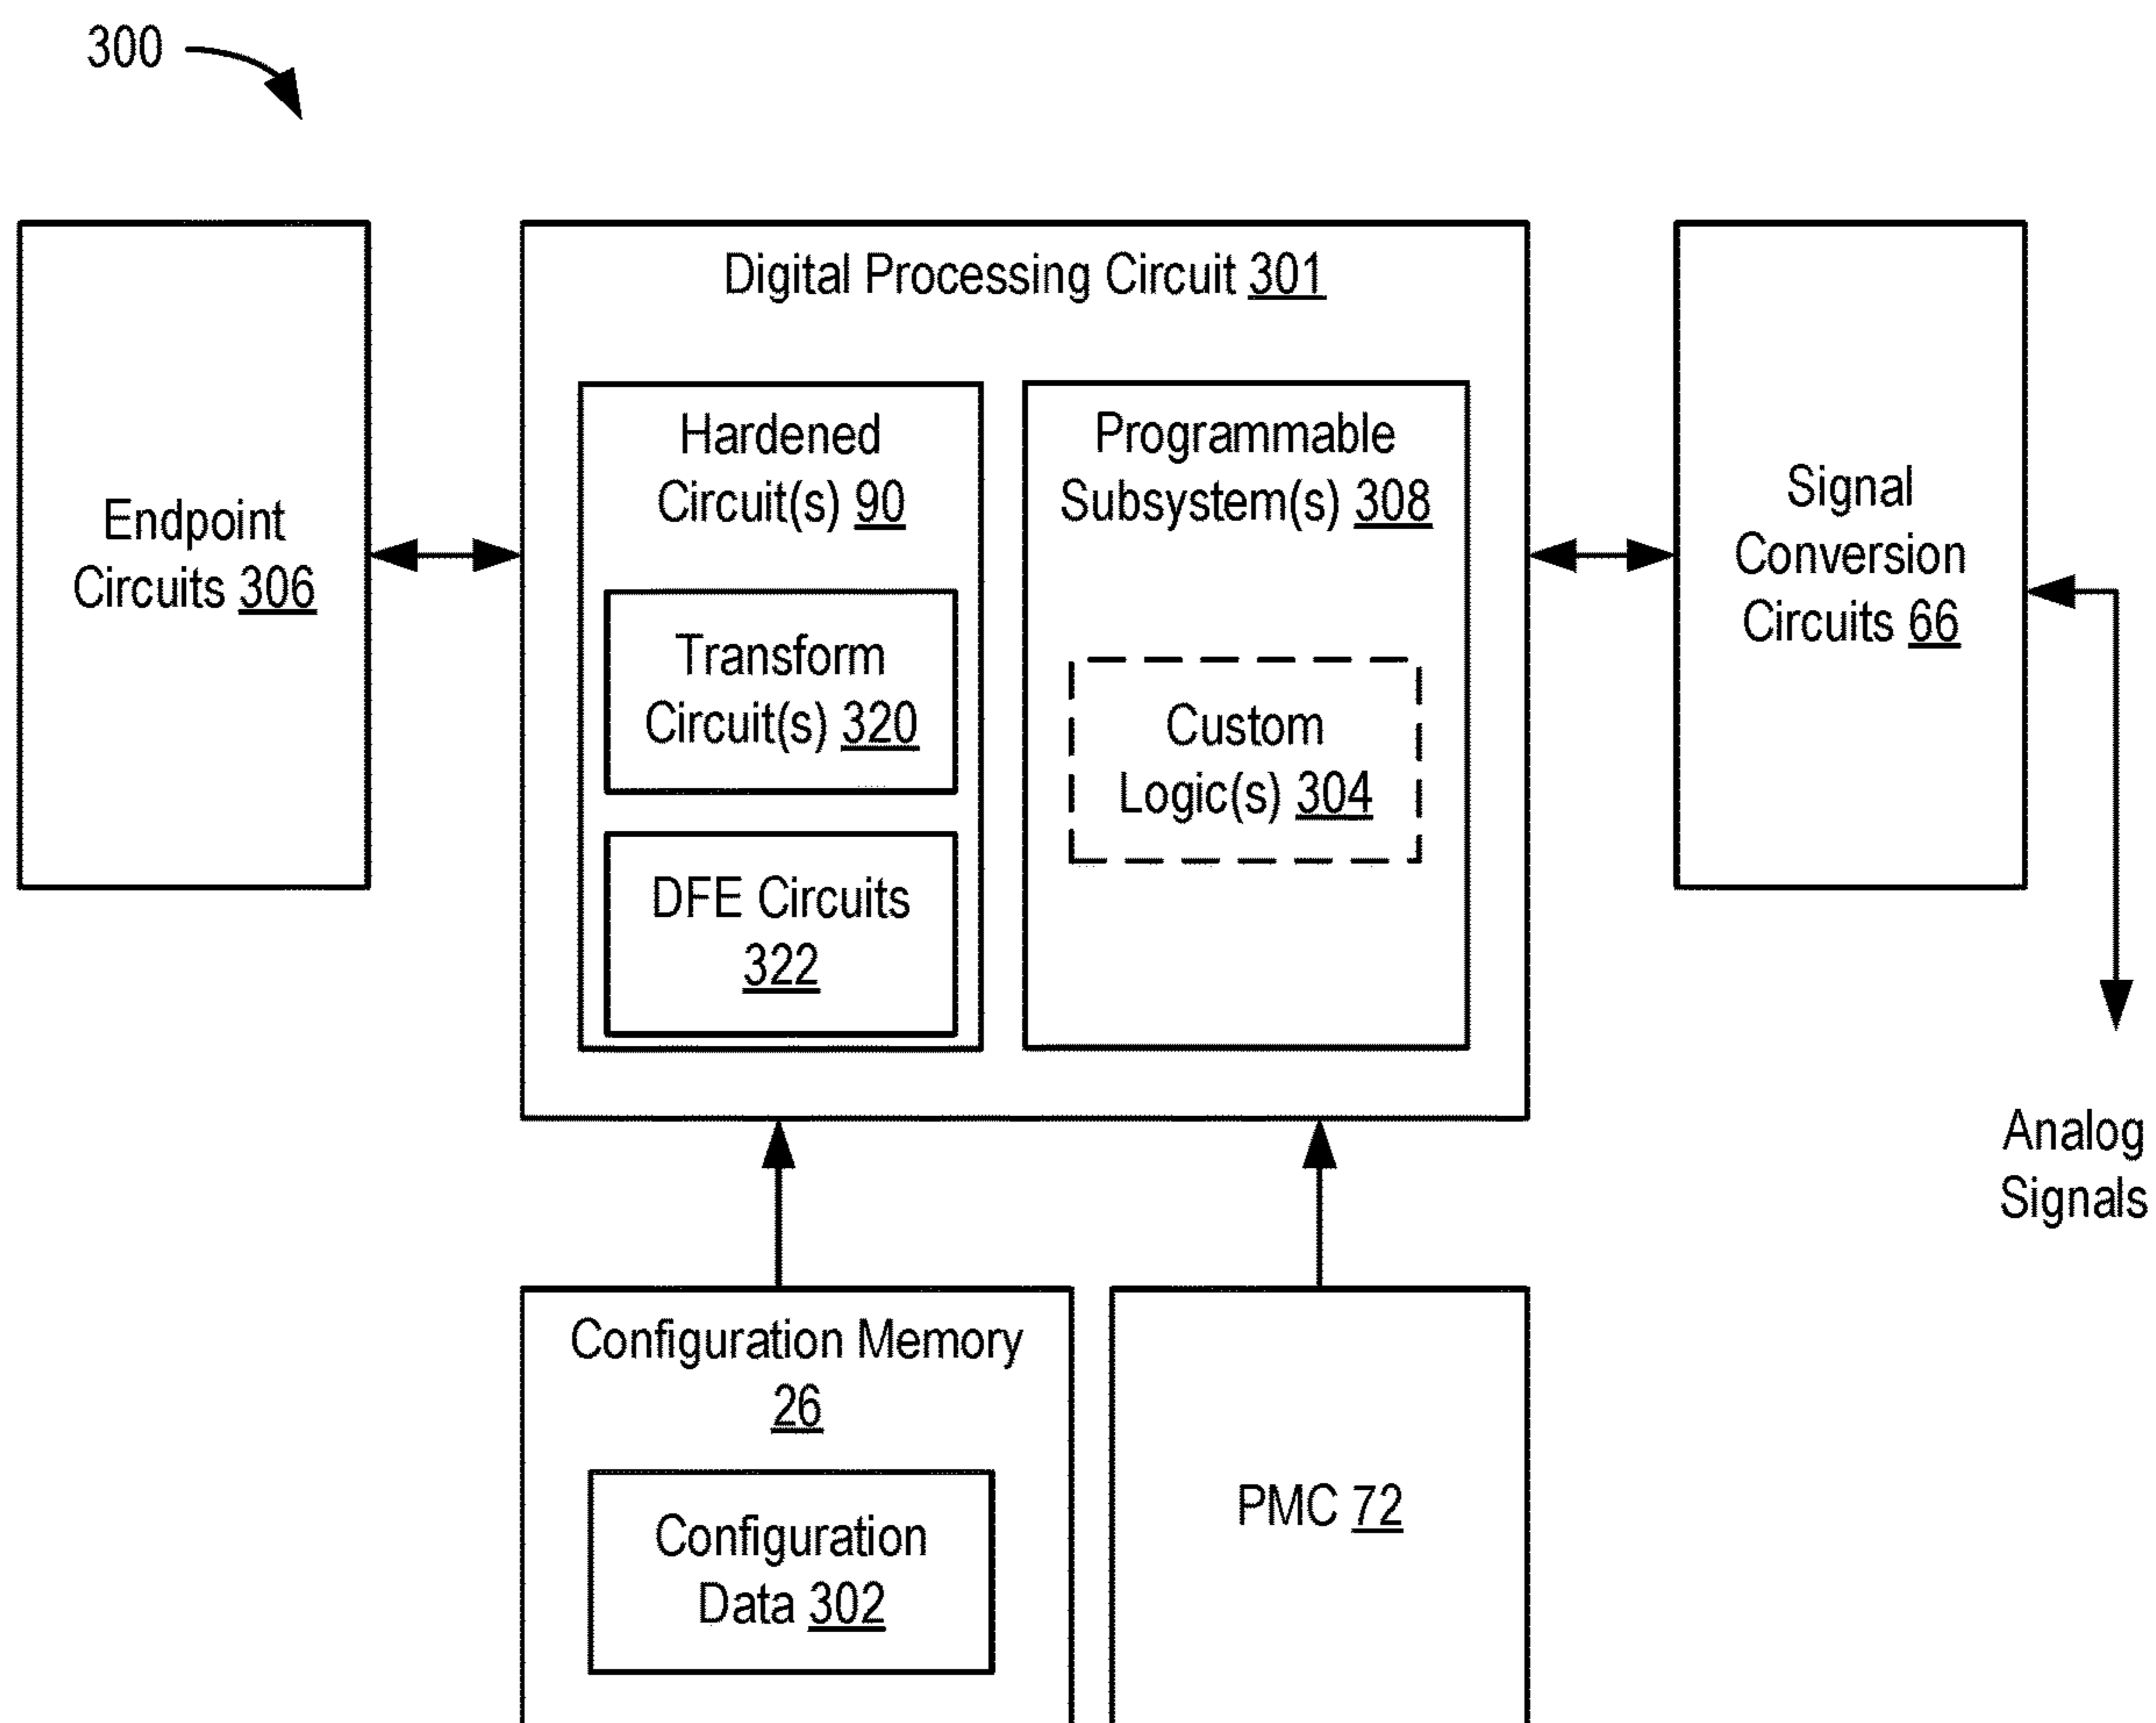 300
Digital Processing Circuit 301
Endpoint
Circuits 306
Hardened
Circuit(s) 90
Transform
Circuit(s) 320
DFE Circuits
322
Programmable
Subsystem(s) 308
Custom
Logic(s) 304
Signal
Conversion
Circuits 66
Analog
Signals
Configuration Memory
26
Configuration
Data 302
PMC 72